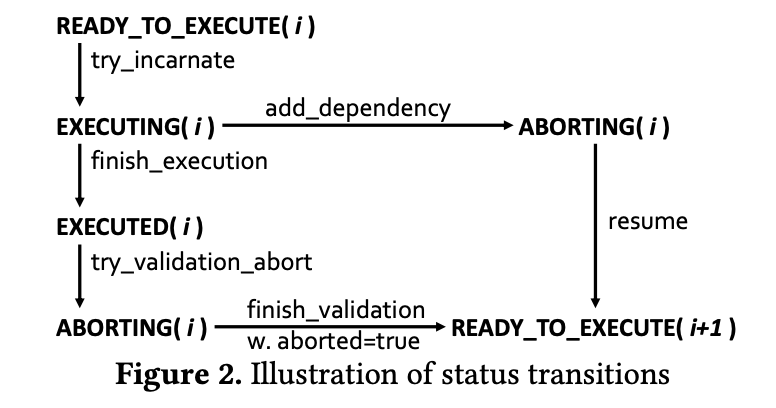 READY_TO_EXECUTE( i )
try_incarnate
EXECUTING( i )
add_dependency
ABORTING( i )
finish_execution
EXECUTED( i )
resume
try_validation_abort
ABORTING( i )
finish_validation
w. aborted=true
READY_TO_EXECUTE( i+1 )
Figure 2. Illustration of status transitions